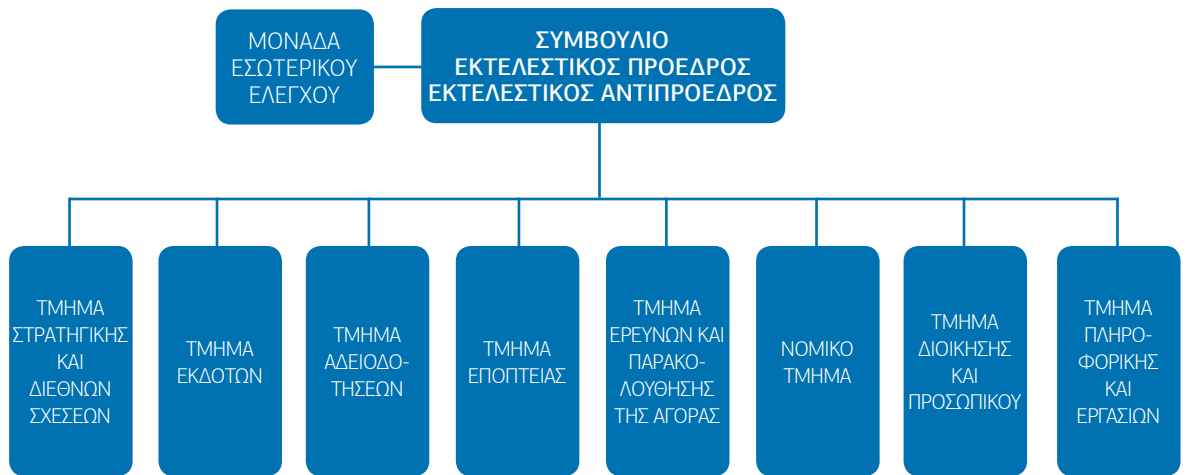 ΜΟΝΑΔΑ
ΕΣΩΤΕΡΙΚΟΥ
ΕΛΕΓΧΟΥ
ΣΥΜΒΟΥΛΙΟ
ΕΚΤΕΛΕΣΤΙΚΟΣ ΠΡΟΕΔΡΟΣ
ΕΚΤΕΛΕΣΤΙΚΟΣ ΑΝΤΙΠΡΟΕΔΡΟΣ
ΤΜΗΜΑ
ΣΤΡΑΤΗΓΙΚΗΣ
ΚΑΙ
ΔΙΕΘΝΩΝ
ΣΧΕΣΕΩΝ
ΤΜΗΜΑ
ΕΚΔΟΤΩΝ
ΤΜΗΜΑ
ΑΔΕΙΟΔΟ-
ΤΗΣΕΩΝ
ΤΜΗΜΑ
ΕΠΟΠΤΕΙΑΣ
ΤΜΗΜΑ
ΕΡΕΥΝΩΝ ΚΑΙ
ΠΑΡΑΚΟ-
ΛΟΥΘΗΣΗΣ
ΤΗΣ ΑΓΟΡΑΣ
ΝΟΜΙΚΟ
ΤΜΗΜΑ
ΤΜΗΜΑ
ΔΙΟΙΚΗΣΗΣ
ΚΑΙ
ΠΡΟΣΩΠΙΚΟΥ
ΤΜΗΜΑ
ΠΛΗΡΟ-
ΦΟΡΙΚΗΣ
ΚΑΙ
ΕΡΓΑΣΙΩΝ